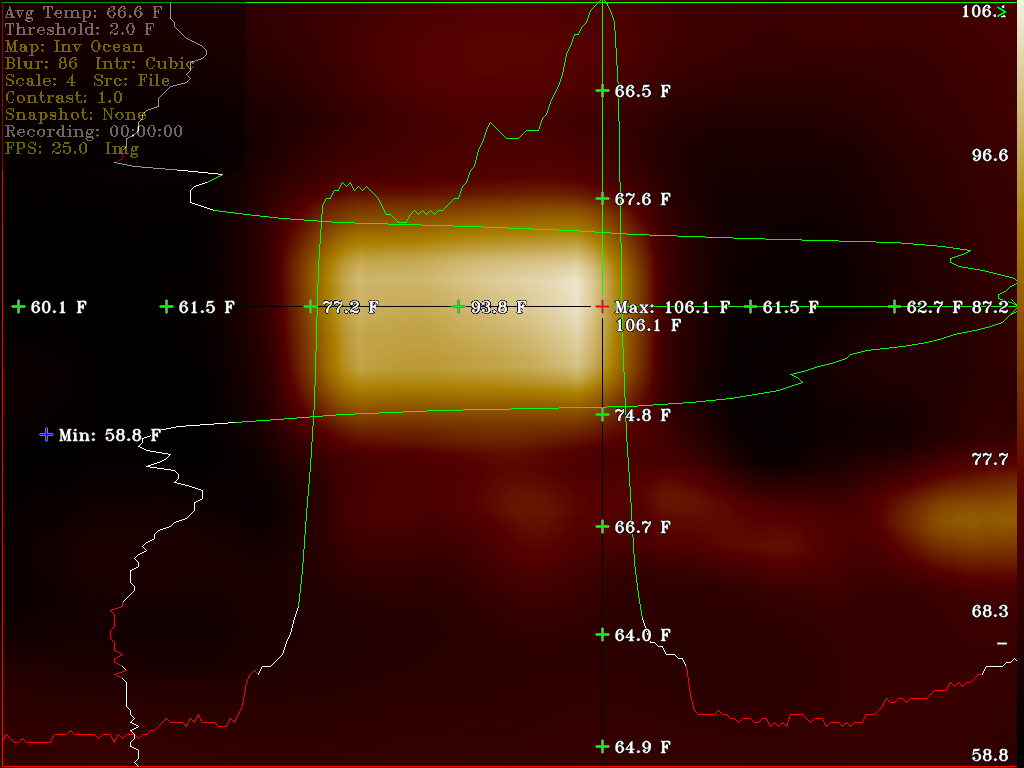 Avg Temp: 66.6 F
Threshold: 2.0 F
Map: Inv Ocean
Blur: 86 Intr: Cubic
Scale: 4 Src: File
Contrast: 1.0
Snapshot: None
Recording: 00:00:00
FPS: 25.0 Img
106.1
66.5 F
96.6
67.6 F
60.1 F 61.5 F 77.2 F 93.8 F Max: 106.1 F 61.5 F 62.7 F 87.2
106.1 F
74.8 F
Min: 58.8 F
77.7
66.7 F
68.3
64.0 F
64.9 F
58.8